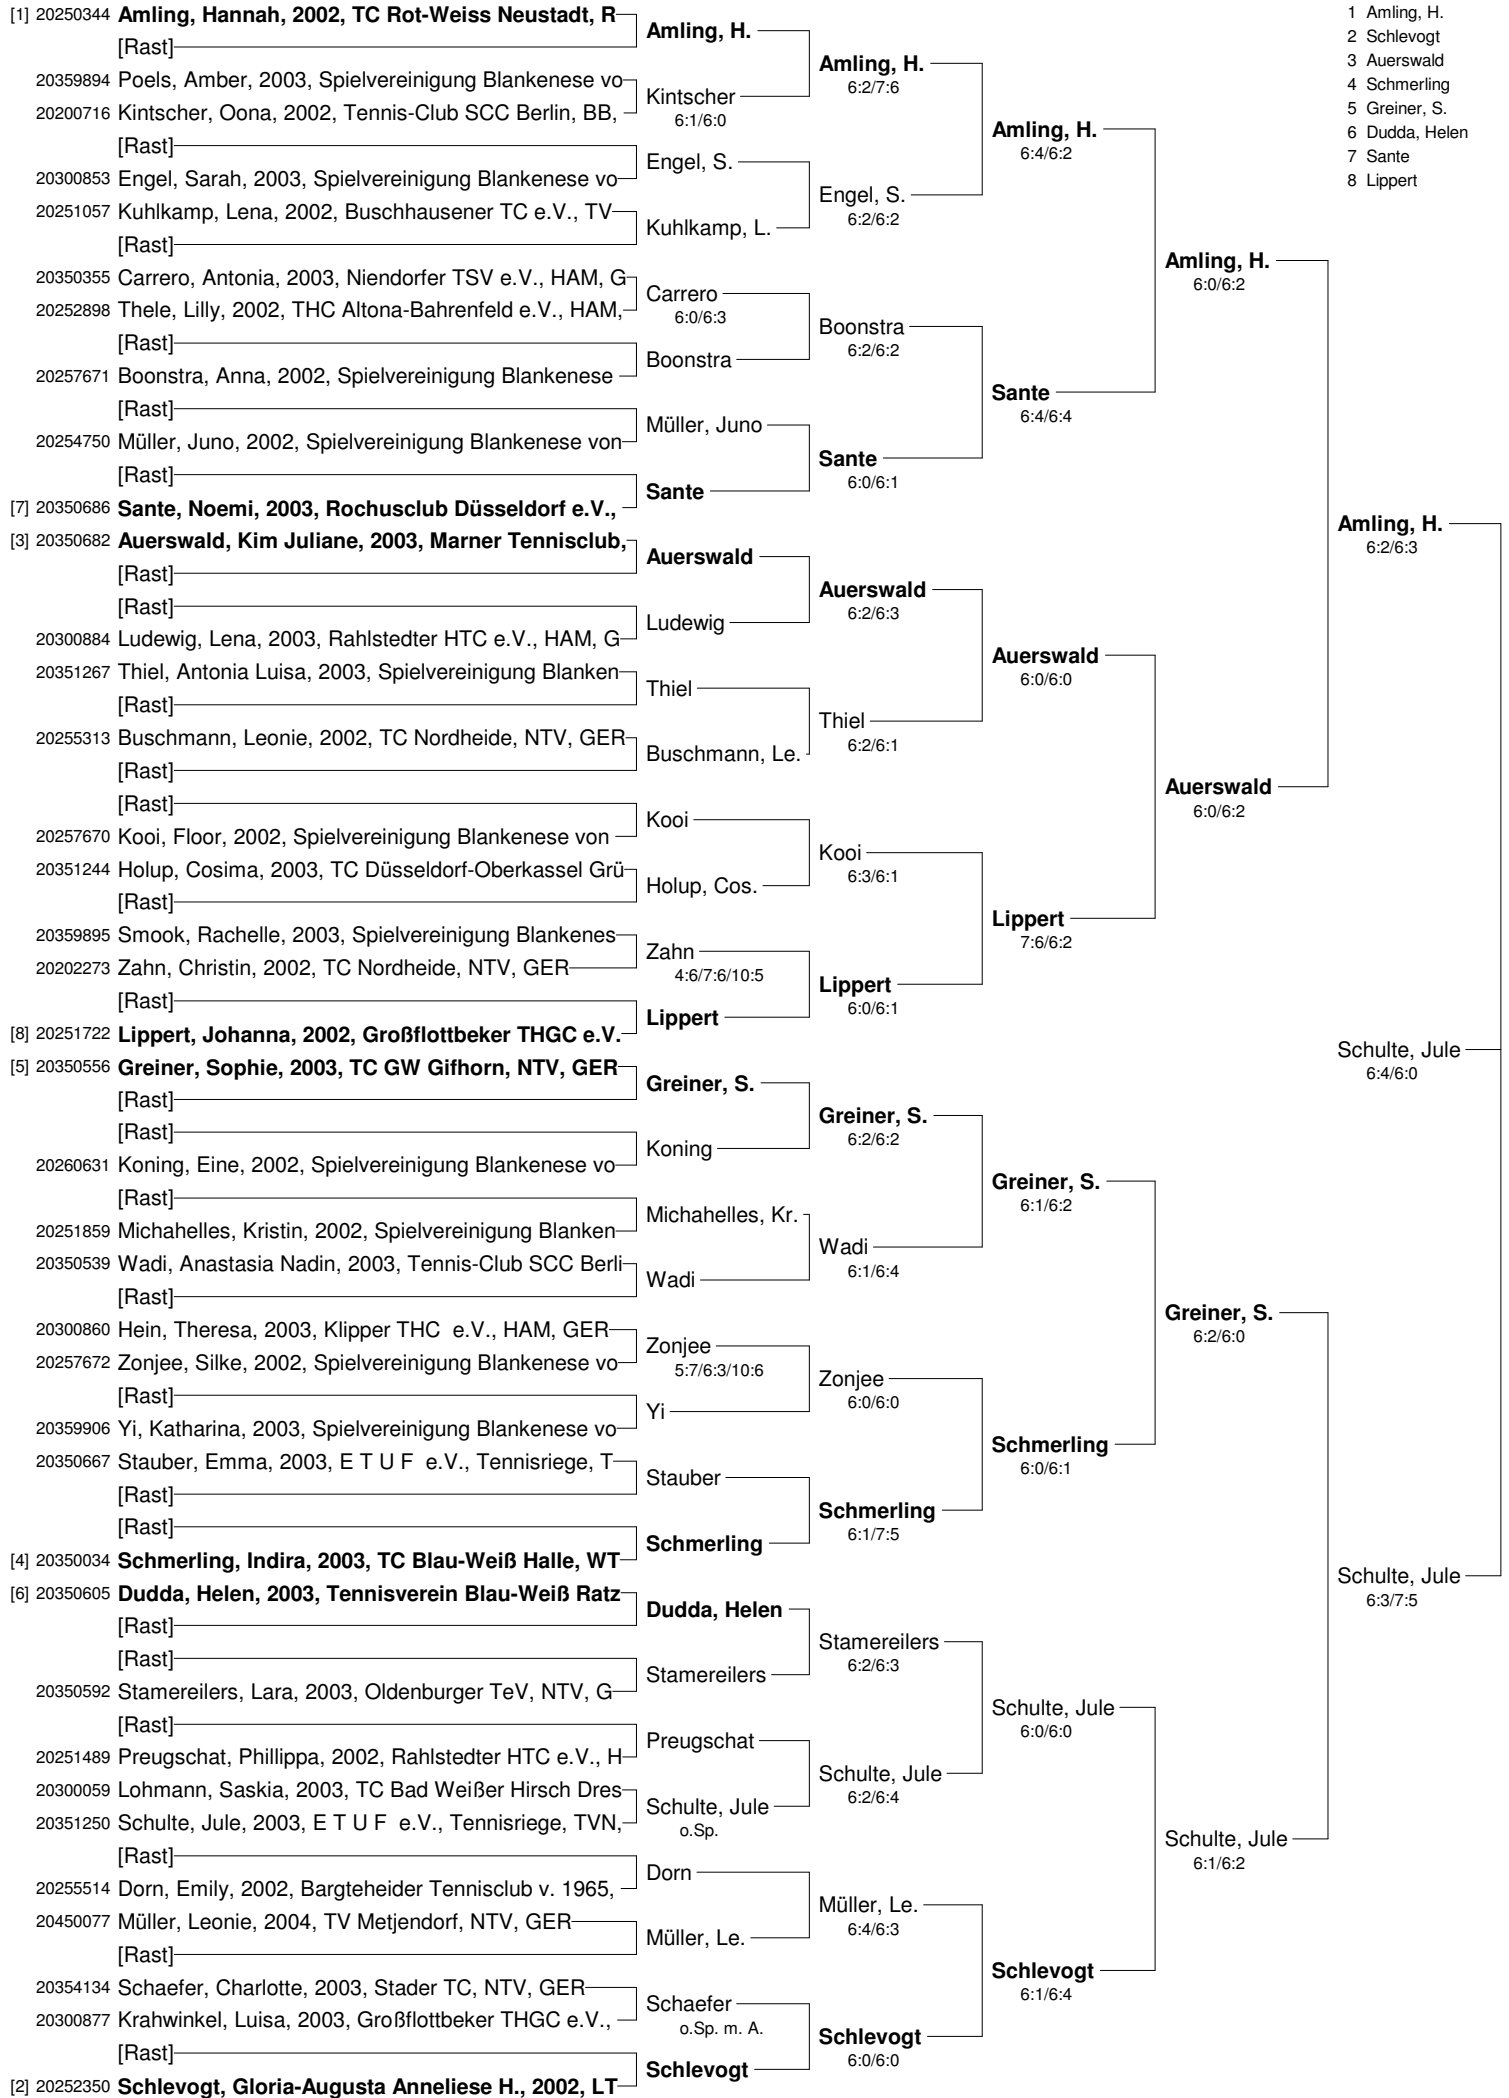 [1] 20250344 Amling, Hannah, 2002, TC Rot-Weiss Neustadt, R
[Rast]
20359894 Poels, Amber, 2003, Spielvereinigung Blankenese vo
20200716 Kintscher, Oona, 2002, Tennis-Club SCC Berlin, BB,
[Rast]
20300853 Engel, Sarah, 2003, Spielvereinigung Blankenese vo
20251057 Kuhlkamp, Lena, 2002, Buschhausener TC e.V., TV
[Rast]
20350355 Carrero, Antonia, 2003, Niendorfer TSV e.V., HAM, G
20252898 Thele, Lilly, 2002, THC Altona-Bahrenfeld e.V., HAM,
[Rast]
20257671 Boonstra, Anna, 2002, Spielvereinigung Blankenese
[Rast]
20254750 Müller, Juno, 2002, Spielvereinigung Blankenese von
[Rast]
[7] 20350686 Sante, Noemi, 2003, Rochusclub Düsseldorf e.V.,
[3] 20350682 Auerswald, Kim Juliane, 2003, Marner Tennisclub,
[Rast]
[Rast]
20300884 Ludewig, Lena, 2003, Rahlstedter HTC e.V., HAM, G
20351267 Thiel, Antonia Luisa, 2003, Spielvereinigung Blanken
[Rast]
20255313 Buschmann, Leonie, 2002, TC Nordheide, NTV, GER
[Rast]
[Rast]
20257670 Kooi, Floor, 2002, Spielvereinigung Blankenese von
20351244 Holup, Cosima, 2003, TC Düsseldorf-Oberkassel Grü
[Rast]
20359895 Smook, Rachelle, 2003, Spielvereinigung Blankenes
20202273 Zahn, Christin, 2002, TC Nordheide, NTV, GER
[Rast]
[8] 20251722 Lippert, Johanna, 2002, Großflottbeker THGC e.V.
[5] 20350556 Greiner, Sophie, 2003, TC GW Gifhorn, NTV, GER
[Rast]
[Rast]
20260631 Koning, Eine, 2002, Spielvereinigung Blankenese vo
[Rast]
20251859 Michahelles, Kristin, 2002, Spielvereinigung Blanken
20350539 Wadi, Anastasia Nadin, 2003, Tennis-Club SCC Berli
[Rast]
20300860 Hein, Theresa, 2003, Klipper THC e.V., HAM, GER
20257672 Zonjee, Silke, 2002, Spielvereinigung Blankenese vo
[Rast]
20359906 Yi, Katharina, 2003, Spielvereinigung Blankenese vo
20350667 Stauber, Emma, 2003, E T U F e.V., Tennisriege, T
[Rast]
[Rast]
[4] 20350034 Schmerling, Indira, 2003, TC Blau-Weiß Halle, WT
[6] 20350605 Dudda, Helen, 2003, Tennisverein Blau-Weiß Ratz
[Rast]
[Rast]
20350592 Stamereilers, Lara, 2003, Oldenburger TeV, NTV, G
[Rast]
20251489 Preugschat, Phillippa, 2002, Rahlstedter HTC e.V., H
20300059 Lohmann, Saskia, 2003, TC Bad Weißer Hirsch Dres
20351250 Schulte, Jule, 2003, E T U F e.V., Tennisriege, TVN,
[Rast]
20255514 Dorn, Emily, 2002, Bargteheider Tennisclub v. 1965,
20450077 Müller, Leonie, 2004, TV Metjendorf, NTV, GER
[Rast]
20354134 Schaefer, Charlotte, 2003, Stader TC, NTV, GER
20300877 Krahwinkel, Luisa, 2003, Großflottbeker THGC e.V.,
[Rast]
[2] 20252350 Schlevogt, Gloria-Augusta Anneliese H., 2002, LT
Amling, H.
Kintscher
6:1/6:0
Engel, S.
Kuhlkamp, L.
Carrero
6:0/6:3
Boonstra
Müller, Juno
Sante
Auerswald
Ludewig
Thiel
Buschmann, Le.
Kooi
Holup, Cos.
Zahn
4:6/7:6/10:5
Lippert
Greiner, S.
Koning
Michahelles, Kr.
Wadi
Zonjee
5:7/6:3/10:6
Yi
Stauber
Schmerling
Dudda, Helen
Stamereilers
Preugschat
Schulte, Jule
o.Sp.
Dorn
Müller, Le.
Schaefer
o.Sp. m. A.
Schlevogt
Amling, H.
6:2/7:6
Engel, S.
6:2/6:2
Boonstra
6:2/6:2
Sante
6:0/6:1
Auerswald
6:2/6:3
Thiel
6:2/6:1
Kooi
6:3/6:1
Lippert
6:0/6:1
Greiner, S.
6:2/6:2
Wadi
6:1/6:4
Zonjee
6:0/6:0
Schmerling
6:1/7:5
Stamereilers
6:2/6:3
Schulte, Jule
6:2/6:4
Müller, Le.
6:4/6:3
Schlevogt
6:0/6:0
Amling, H.
6:4/6:2
Sante
6:4/6:4
Auerswald
6:0/6:0
Lippert
7:6/6:2
Greiner, S.
6:1/6:2
Schmerling
6:0/6:1
Schulte, Jule
6:0/6:0
Schlevogt
6:1/6:4
Amling, H.
6:0/6:2
Auerswald
6:0/6:2
Greiner, S.
6:2/6:0
Schulte, Jule
6:1/6:2
Amling, H.
6:2/6:3
Schulte, Jule
6:4/6:0
Schulte, Jule
6:3/7:5
1 Amling, H.
2 Schlevogt
3 Auerswald
4 Schmerling
5 Greiner, S.
6 Dudda, Helen
7 Sante
8 Lippert